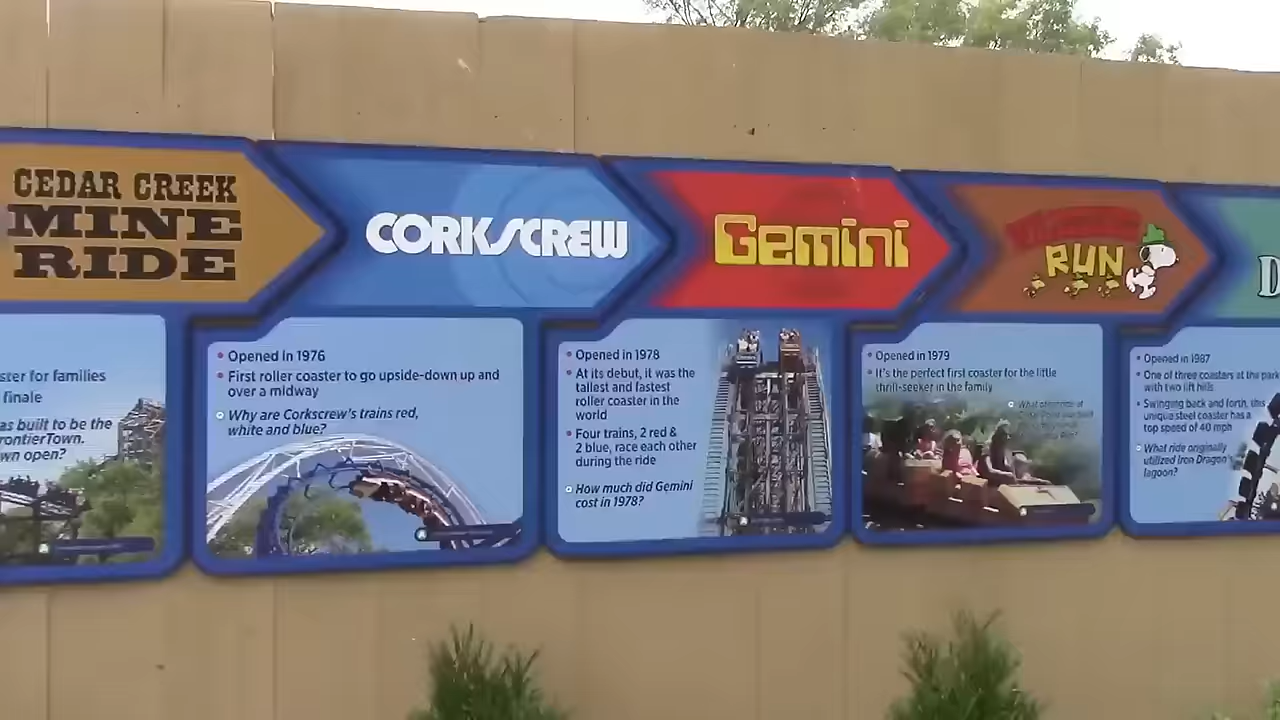 CEDAR CREEK
MINE
RIDE
ster for families
finale
as built to be the
rontierTown.
wn open?
CORKSCREW
• Opened in 1976
• First roller coaster to go upside-down up and
over a midway
Why are Corkscrew's trains red,
white and blue?
Gemini
• Opened in 1978
• At its debut, it was the
tallest and fastest
roller coaster in the
world
• Four trains, 2 red &
2 blue, race each other
during the ride
How much did Gemini
cost in 1978?
RUN
• Opened in 1979
• It's the perfect first coaster for the little
thrill-seeker in the family
D
• Opened in 1987
• One of three coasters at the park
with two lift hills
• Swinging back and forth, this
unique steel coaster has a
top speed of 40 mph
What ride originally
utilized Iron Dragon's
lagoon?